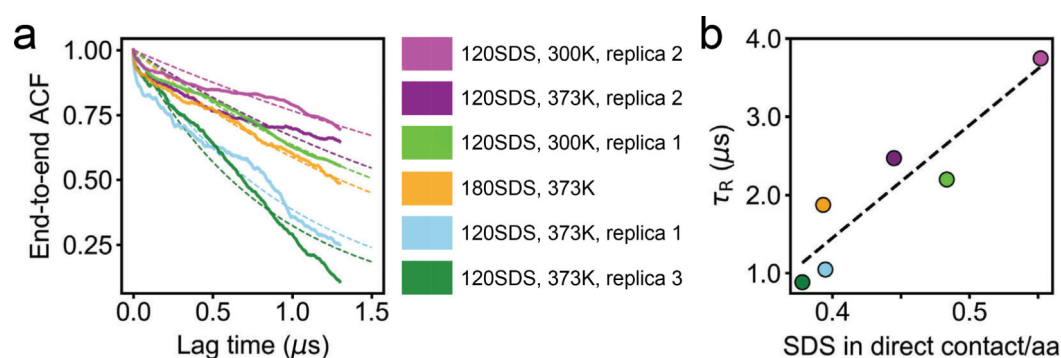 a
1.00
0.75
0.50
0.25
End-to-end ACF
0.0
0.5
1.0
1.5
Lag time (μs)
120SDS, 300K, replica 2
120SDS, 373K, replica 2
120SDS, 300K, replica 1
180SDS, 373K
120SDS, 373K, replica 1
120SDS, 373K, replica 3
b
4.0
3.0
2.0
1.0
τR (μs)
0.4
0.5
SDS in direct contact/aa